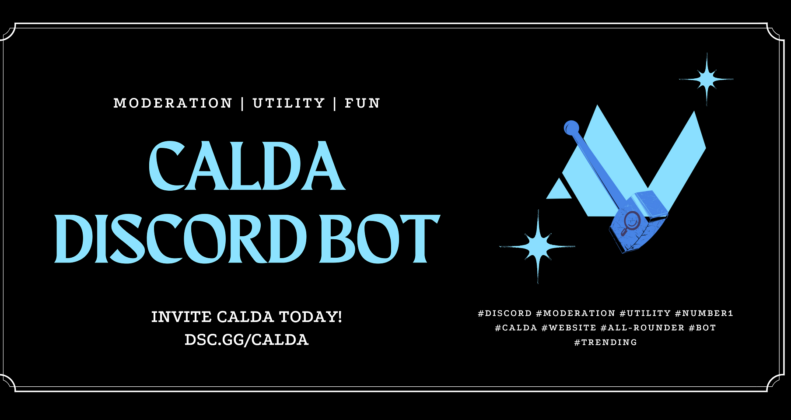 MODERATION | UTILITY | FUN
CALDA
DISCORD BOT
INVITE CALDA TODAY!
DSC.GG/CALDA
#DISCORD #MODERATION #UTILITY #NUMBER1
#CALDA #WEBSITE #ALL-ROUNDER #BOT
#TRENDING